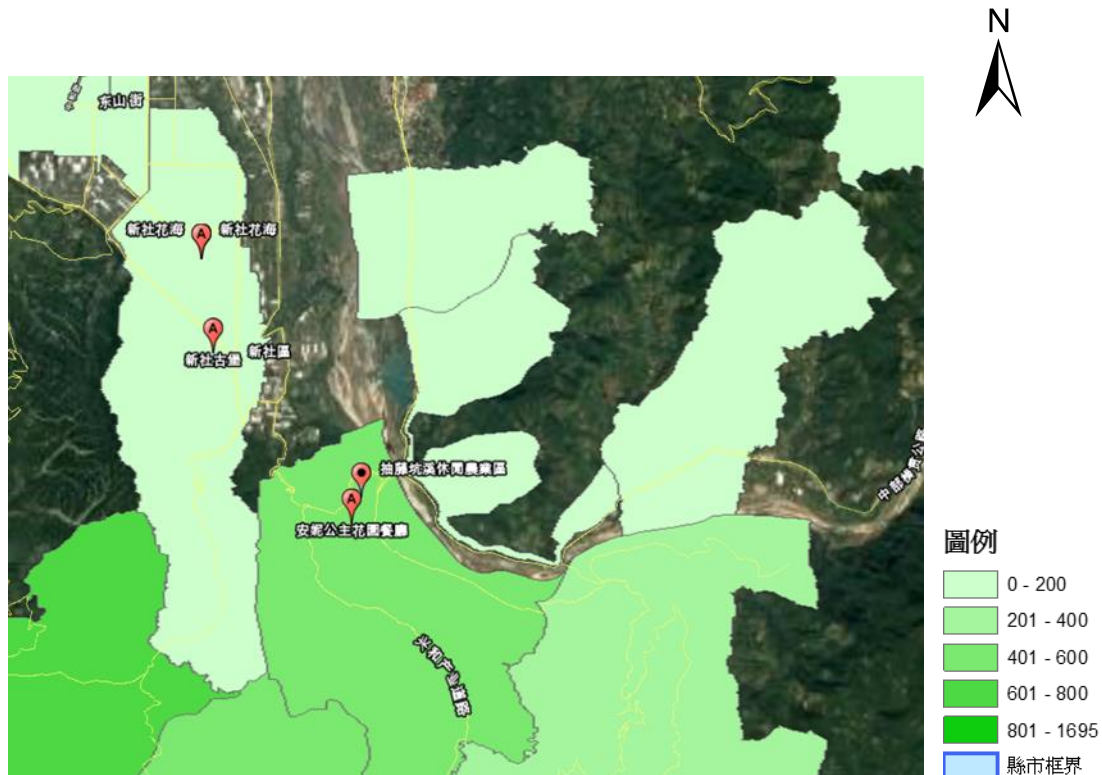 N
东山街
新社花海
新社花海
新社古堡
新社區
抽藤坑溪休閒農業區
安妮公主花園餐廳
中部橫貫公路
圖例
0 - 200
201 - 400
401 - 600
601 - 800
801 - 1695
縣市框界
A
A
A